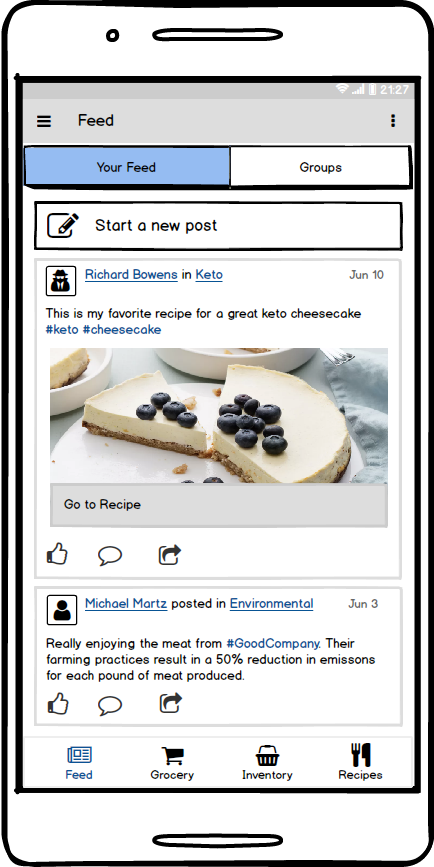 21:27
Feed
Your Feed
Groups
Start a new post
Richard Bowens in Keto
Jun 10
This is my favorite recipe for a great keto cheesecake
#keto #cheesecake
Go to Recipe
Michael Martz posted in Environmental
Jun 3
Really enjoying the meat from #GoodCompany. Their
farming practices result in a 50% reduction in emissons
for each pound of meat produced.
Feed
Grocery
Inventory
Recipes